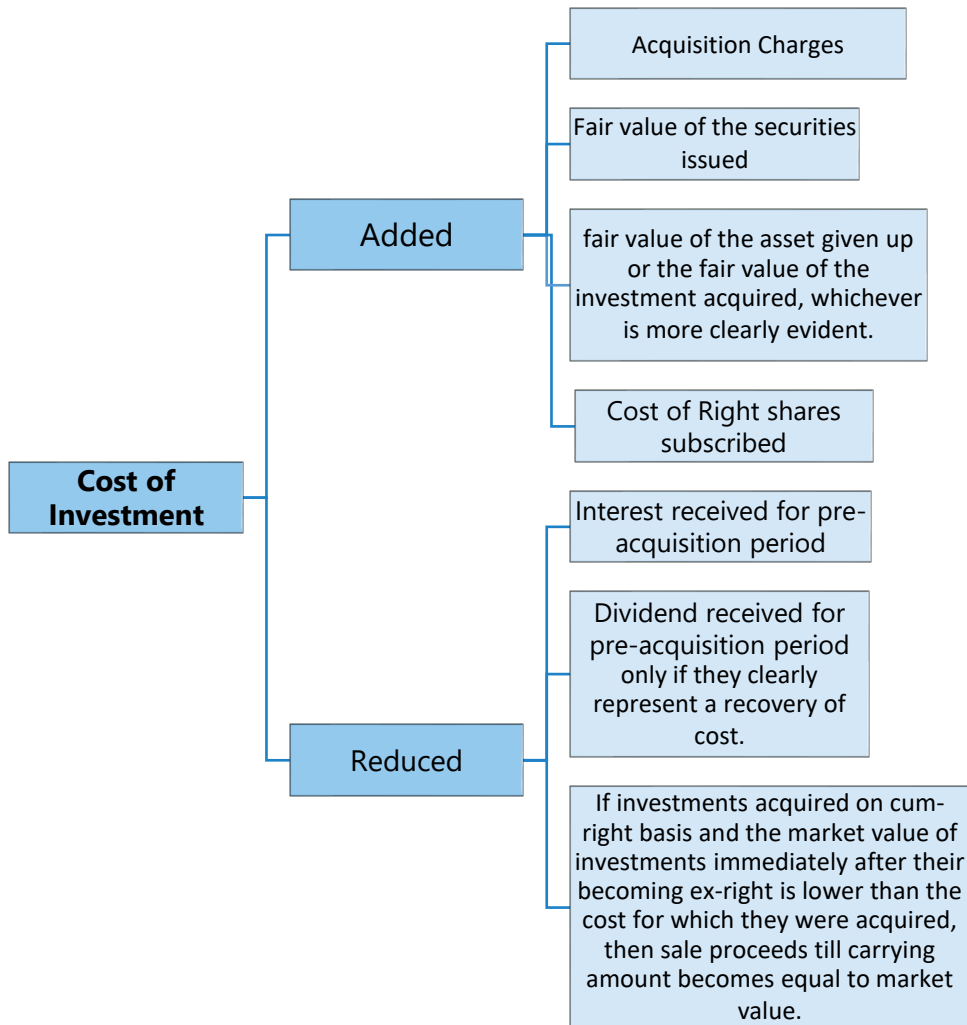 Cost of
Investment
Added
Acquisition Charges
Fair value of the securities
issued
fair value of the asset given up
or the fair value of the
investment acquired, whichever
is more clearly evident.
Cost of Right shares
subscribed
Reduced
Interest received for pre-
acquisition period
Dividend received for
pre-acquisition period
only if they clearly
represent a recovery of
cost.
If investments acquired on cum-
right basis and the market value of
investments immediately after their
becoming ex-right is lower than the
cost for which they were acquired,
then sale proceeds till carrying
amount becomes equal to market
value.